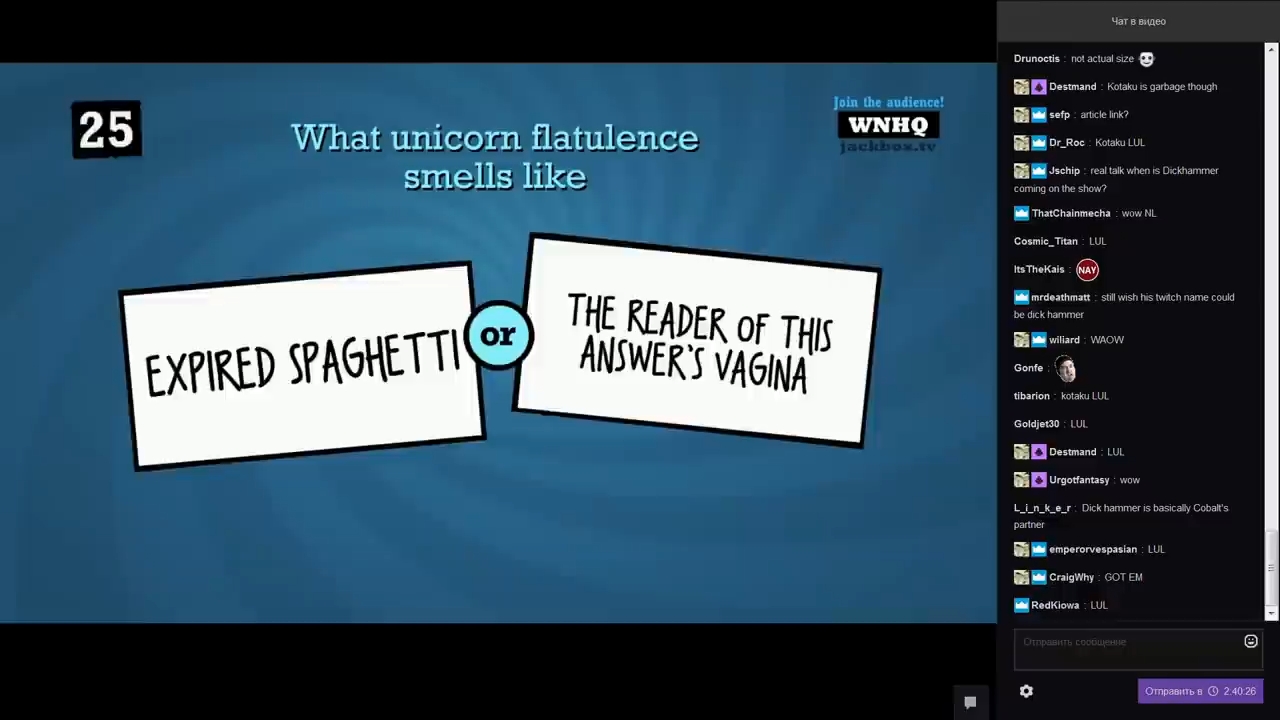 25
What unicorn flatulence
smells like
Join the audience!
WNHQ
jackbox.tv
EXPIRED SPAGHETTI
or
THE READER OF THIS
ANSWER'S VAGINA
Чат в видео
Drunoctis : not actual size
Destmand : Kotaku is garbage though
sefp : article link?
Dr_Roc : Kotaku LUL
Jschip : real talk when is Dickhammer
coming on the show?
ThatChainmecha : wow NL
Cosmic_Titan : LUL
ItsTheKais : NAY
mrdeathmatt : still wish his twitch name could
be dick hammer
wiliard : WAOW
Gonfe :
tibarion : kotaku LUL
Goldjet30 : LUL
Destmand : LUL
Urgotfantasy : wow
L_i_n_k_e_r : Dick hammer is basically Cobalt's
partner
emperorvespasian : LUL
CraigWhy : GOT EM
RedKiowa : LUL
Отправить сообщение
Отправить в 2:40:26